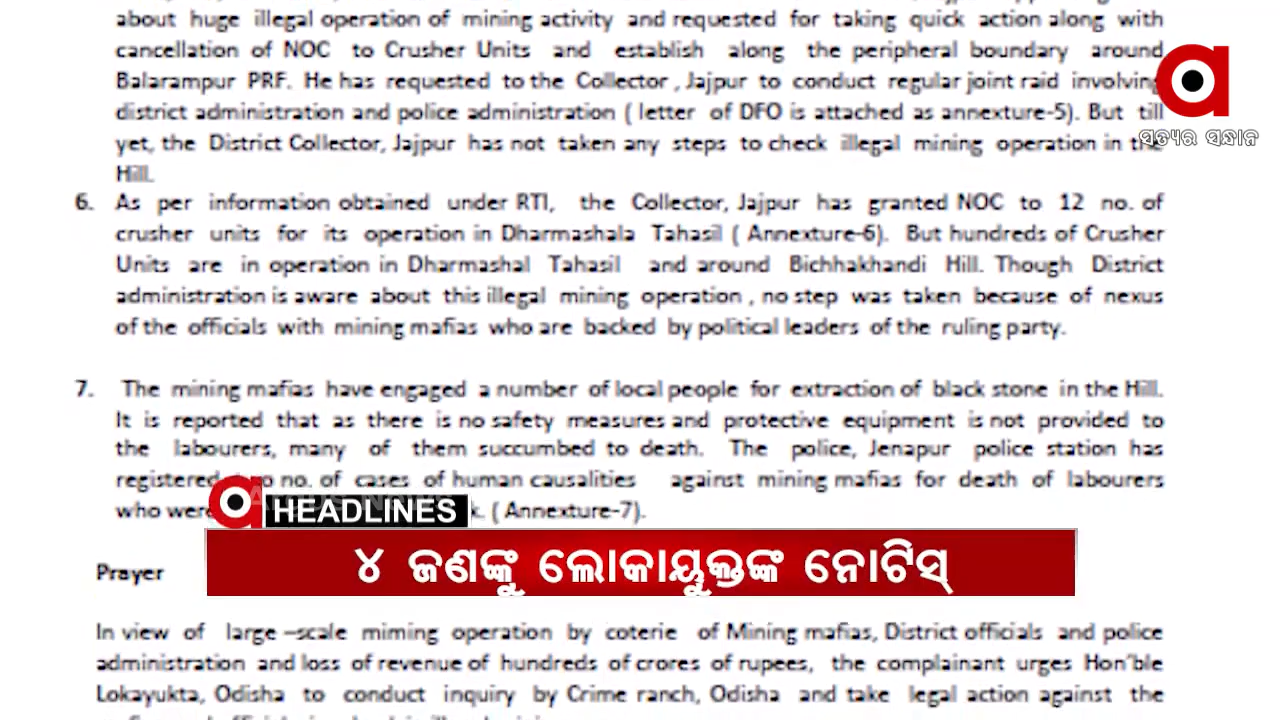 about huge illegal operation of mining activity and requested for taking quick action along with
cancellation of NOC to Crusher Units and establish along the peripheral boundary around
Balarampur PRF. He has requested to the Collector , Jajpur to conduct regular joint raid involving
district administration and police administration ( letter of DFO is attached as annexture-5). But till
yet, the District Collector, Jajpur has not taken any steps to check illegal mining operation in the
Hill.
ସତ୍ୟର ସନ୍ଧାନ
6. As per information obtained under RTI, the Collector, Jajpur has granted NOC to 12 no. of
crusher units for its operation in Dharmashala Tahasil ( Annexture-6). But hundreds of Crusher
Units are in operation in Dharmashal Tahasil and around Bichhakhandi Hill. Though District
administration is aware about this illegal mining operation , no step was taken because of nexus
of the officials with mining mafias who are backed by political leaders of the ruling party.
7. The mining mafias have engaged a number of local people for extraction of black stone in the Hill.
It is reported that as there is no safety measures and protective equipment is not provided to
the labourers, many of them succumbed to death. The police, Jenapur police station has
registered no. of cases of human causalities against mining mafias for death of labourers
who were ( Annexture-7).
HEADLINES
୪ ଜଣଙ୍କୁ ଲୋକାୟୁକ୍ତଙ୍କ ନୋଟିସ୍
Prayer
In view of large –scale miming operation by coterie of Mining mafias, District officials and police
administration and loss of revenue of hundreds of crores of rupees, the complainant urges Hon'ble
Lokayukta, Odisha to conduct inquiry by Crime ranch, Odisha and take legal action against the